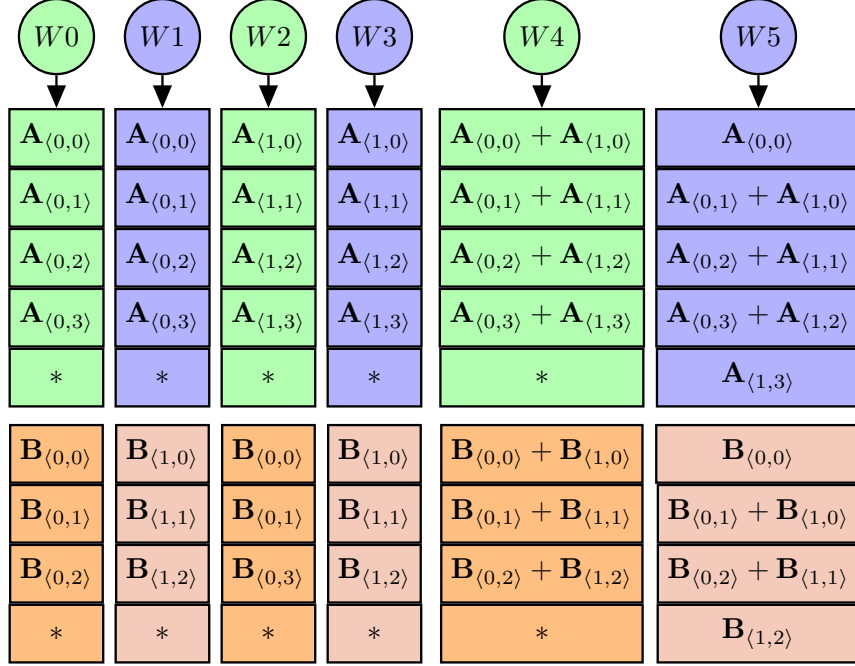 W0 W1 W2 W3 W4 W5
A⟨0,0⟩ A⟨0,0⟩ A⟨1,0⟩ A⟨1,0⟩ A⟨0,0⟩ + A⟨1,0⟩ A⟨0,0⟩
A⟨0,1⟩ A⟨0,1⟩ A⟨1,1⟩ A⟨1,1⟩ A⟨0,1⟩ + A⟨1,1⟩ A⟨0,1⟩ + A⟨1,0⟩
A⟨0,2⟩ A⟨0,2⟩ A⟨1,2⟩ A⟨1,2⟩ A⟨0,2⟩ + A⟨1,2⟩ A⟨0,2⟩ + A⟨1,1⟩
A⟨0,3⟩ A⟨0,3⟩ A⟨1,3⟩ A⟨1,3⟩ A⟨0,3⟩ + A⟨1,3⟩ A⟨0,3⟩ + A⟨1,2⟩
* * * * * A⟨1,3⟩
B⟨0,0⟩ B⟨1,0⟩ B⟨0,0⟩ B⟨1,0⟩ B⟨0,0⟩ + B⟨1,0⟩ B⟨0,0⟩
B⟨0,1⟩ B⟨1,1⟩ B⟨0,1⟩ B⟨1,1⟩ B⟨0,1⟩ + B⟨1,1⟩ B⟨0,1⟩ + B⟨1,0⟩
B⟨0,2⟩ B⟨1,2⟩ B⟨0,3⟩ B⟨1,2⟩ B⟨0,2⟩ + B⟨1,2⟩ B⟨0,2⟩ + B⟨1,1⟩
* * * * * B⟨1,2⟩